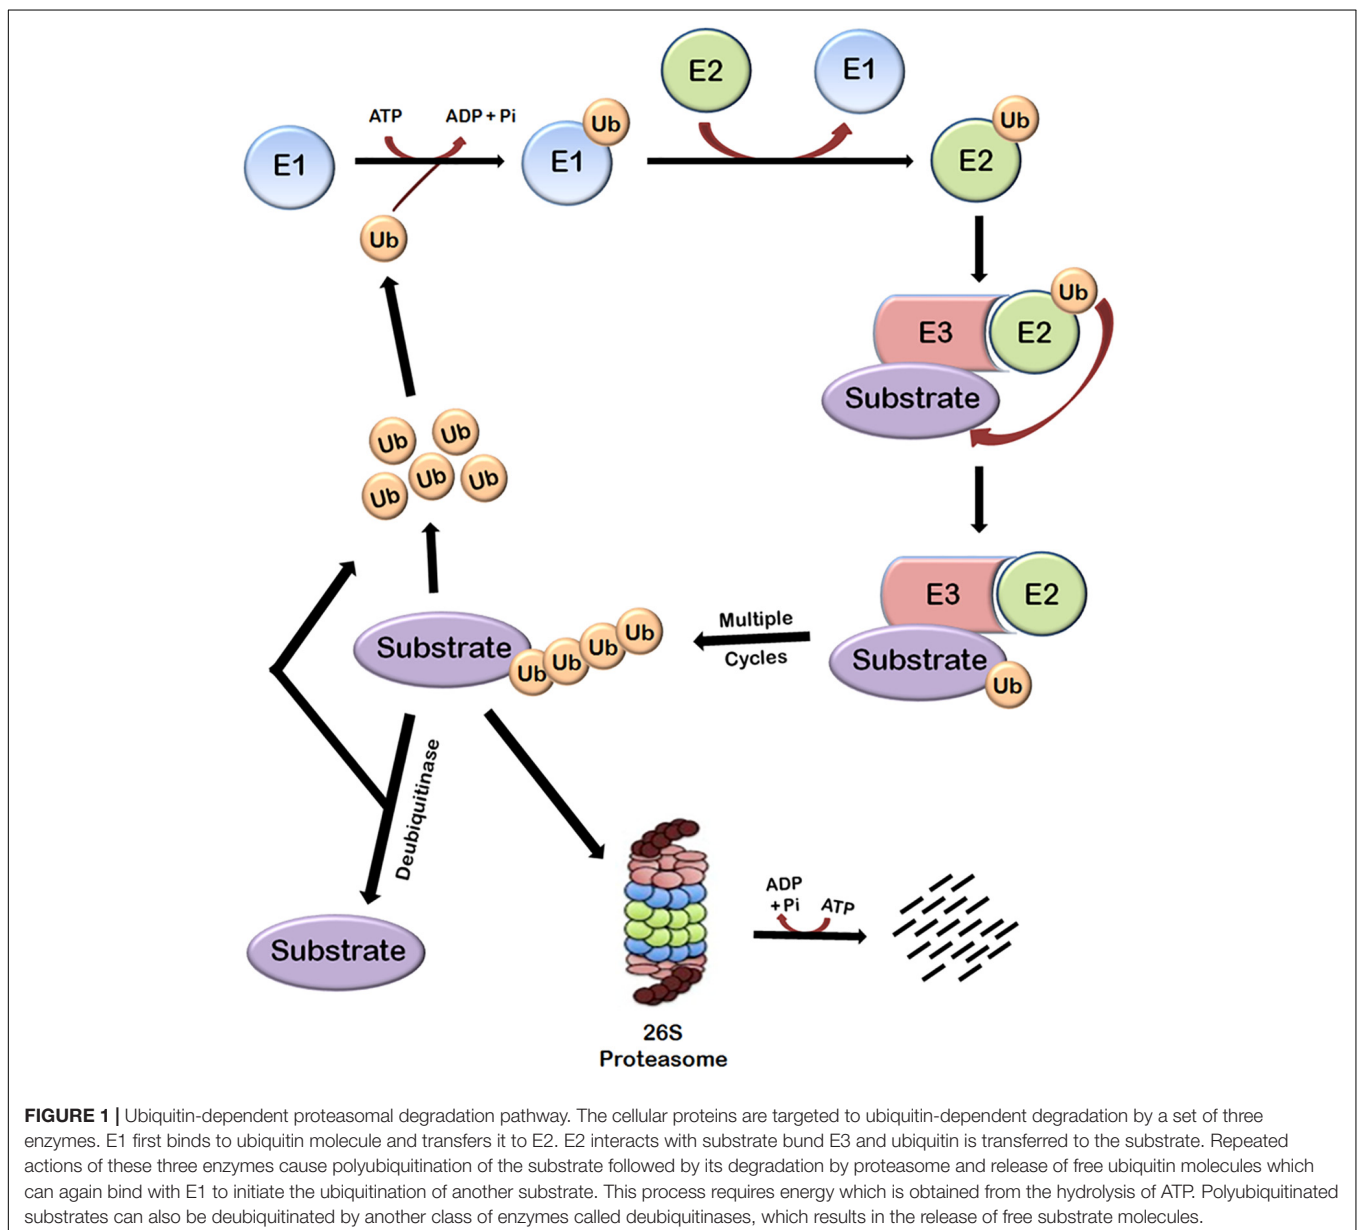 E2
E1
ATP
ADP + Pi
Ub
Ub
E1
E1
E2
Ub
Ub
E3
E2
Substrate
Ub
Ub
Ub
Ub
Ub
E3
E2
Multiple
Substrate
Ub
Ub
Ub
Ub
Substrate
Cycles
Ub
Deubiquitinase
ADP
+ Pi
ATP
Substrate
26S
Proteasome
FIGURE 1 | Ubiquitin-dependent proteasomal degradation pathway. The cellular proteins are targeted to ubiquitin-dependent degradation by a set of three
enzymes. E1 first binds to ubiquitin molecule and transfers it to E2. E2 interacts with substrate bund E3 and ubiquitin is transferred to the substrate. Repeated
actions of these three enzymes cause polyubiquitination of the substrate followed by its degradation by proteasome and release of free ubiquitin molecules which
can again bind with E1 to initiate the ubiquitination of another substrate. This process requires energy which is obtained from the hydrolysis of ATP. Polyubiquitinated
substrates can also be deubiquitinated by another class of enzymes called deubiquitinases, which results in the release of free substrate molecules.